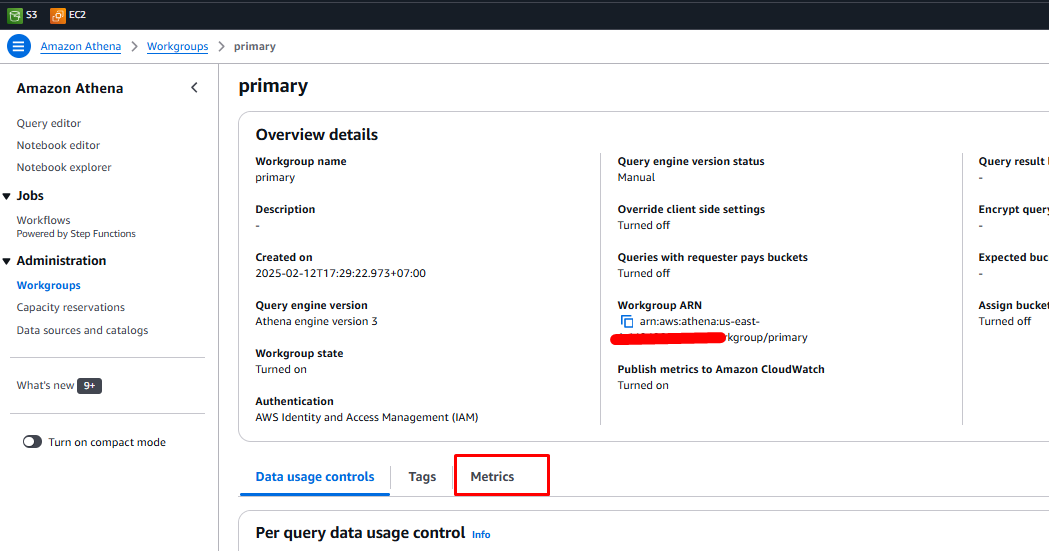 S3 EC2
Amazon Athena Workgroups primary
Amazon Athena
Query editor
Notebook editor
Notebook explorer
Jobs
Workflows
Powered by Step Functions
Administration
Workgroups
Capacity reservations
Data sources and catalogs
What's new 9+
Turn on compact mode
primary
Overview details
Workgroup name
primary
Description
-
Created on
2025-02-12T17:29:22.973+07:00
Query engine version
Athena engine version 3
Workgroup state
Turned on
Authentication
AWS Identity and Access Management (IAM)
Query engine version status
Manual
Override client side settings
Turned off
Queries with requester pays buckets
Turned off
Workgroup ARN
arn:aws:athena:us-east-
rkgroup/primary
Publish metrics to Amazon CloudWatch
Turned on
Query result
-
Encrypt query
-
Expected buc
-
Assign bucket
Turned off
Data usage controls Tags Metrics
Per query data usage control Info